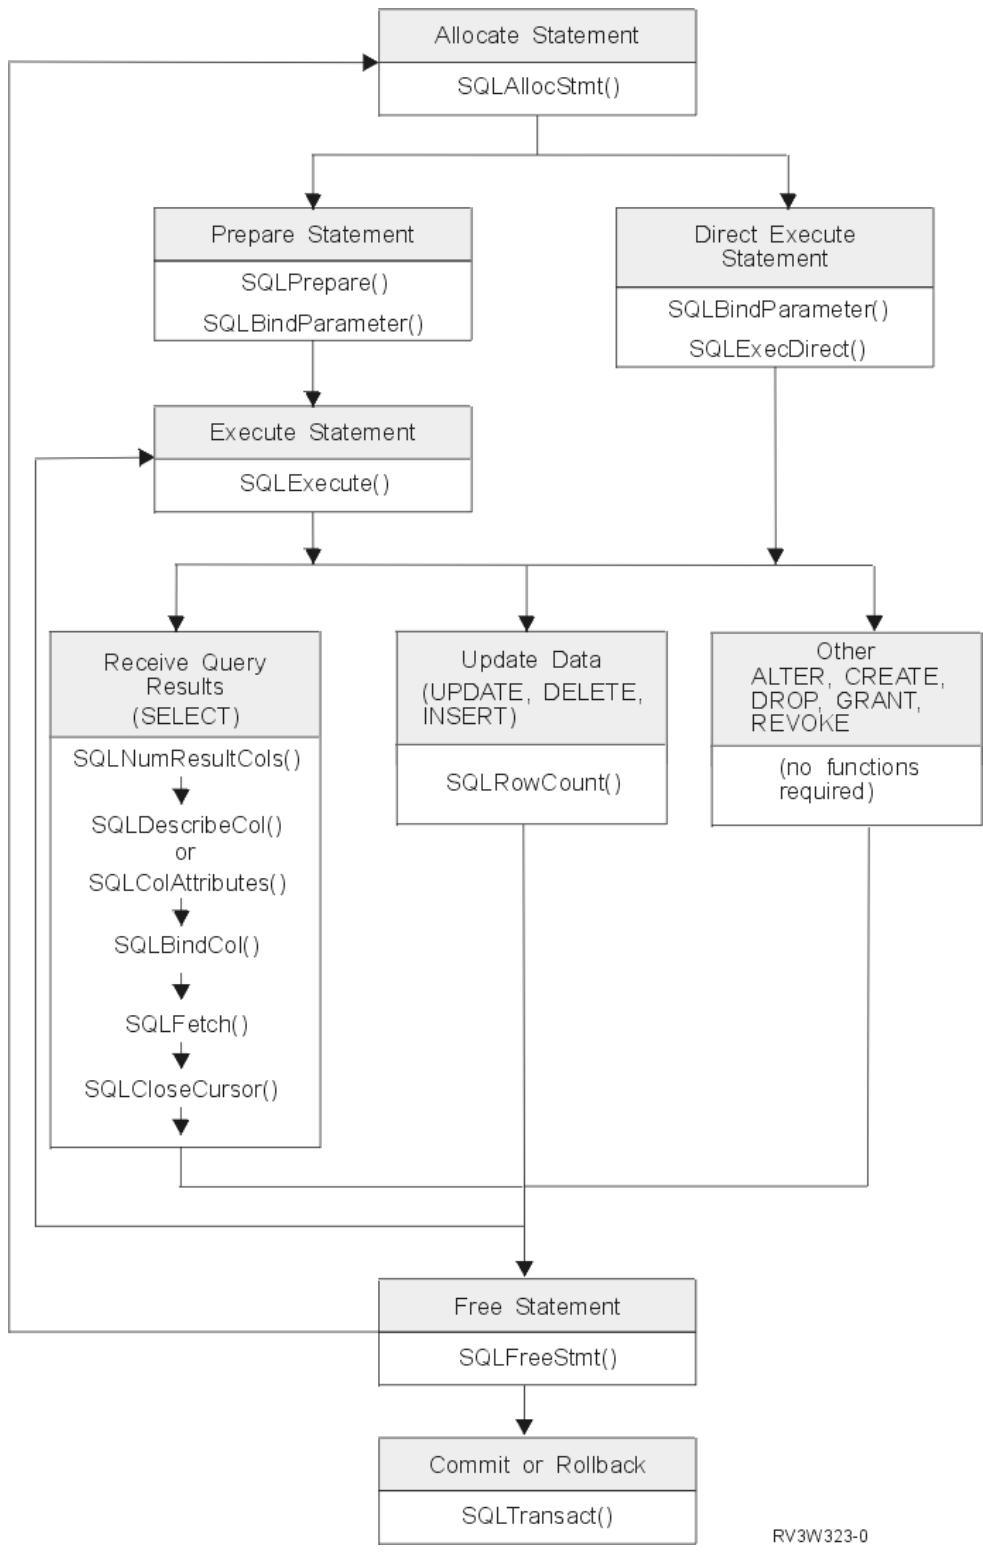 Allocate Statement
SQLAllocStmt()
Prepare Statement
SQLPrepare()
SQLBindParameter()
Direct Execute
Statement
SQLBindParameter()
SQLExecDirect()
Execute Statement
SQLExecute()
Receive Query
Results
(SELECT)
SQLNumResultCols()
SQLDescribeCol()
or
SQLColAttributes()
SQLBindCol()
SQLFetch()
SQLCloseCursor()
Update Data
(UPDATE, DELETE,
INSERT)
SQLRowCount()
Other
ALTER, CREATE,
DROP, GRANT,
REVOKE
(no functions
required)
Free Statement
SQLFreeStmt()
Commit or Rollback
SQLTransact()
RV3W323-0